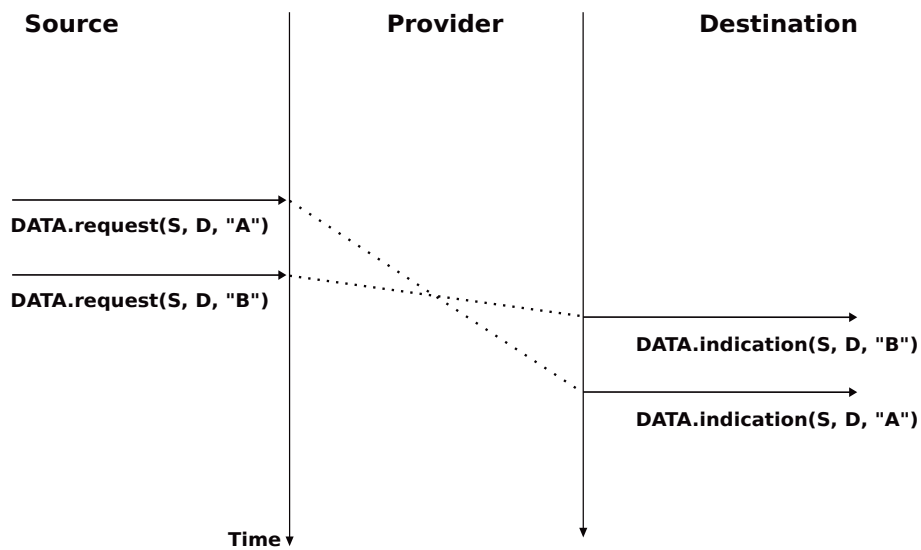 Source
Provider
Destination
DATA.request(S, D, "A")
DATA.request(S, D, "B")
DATA.indication(S, D, "B")
DATA.indication(S, D, "A")
Time